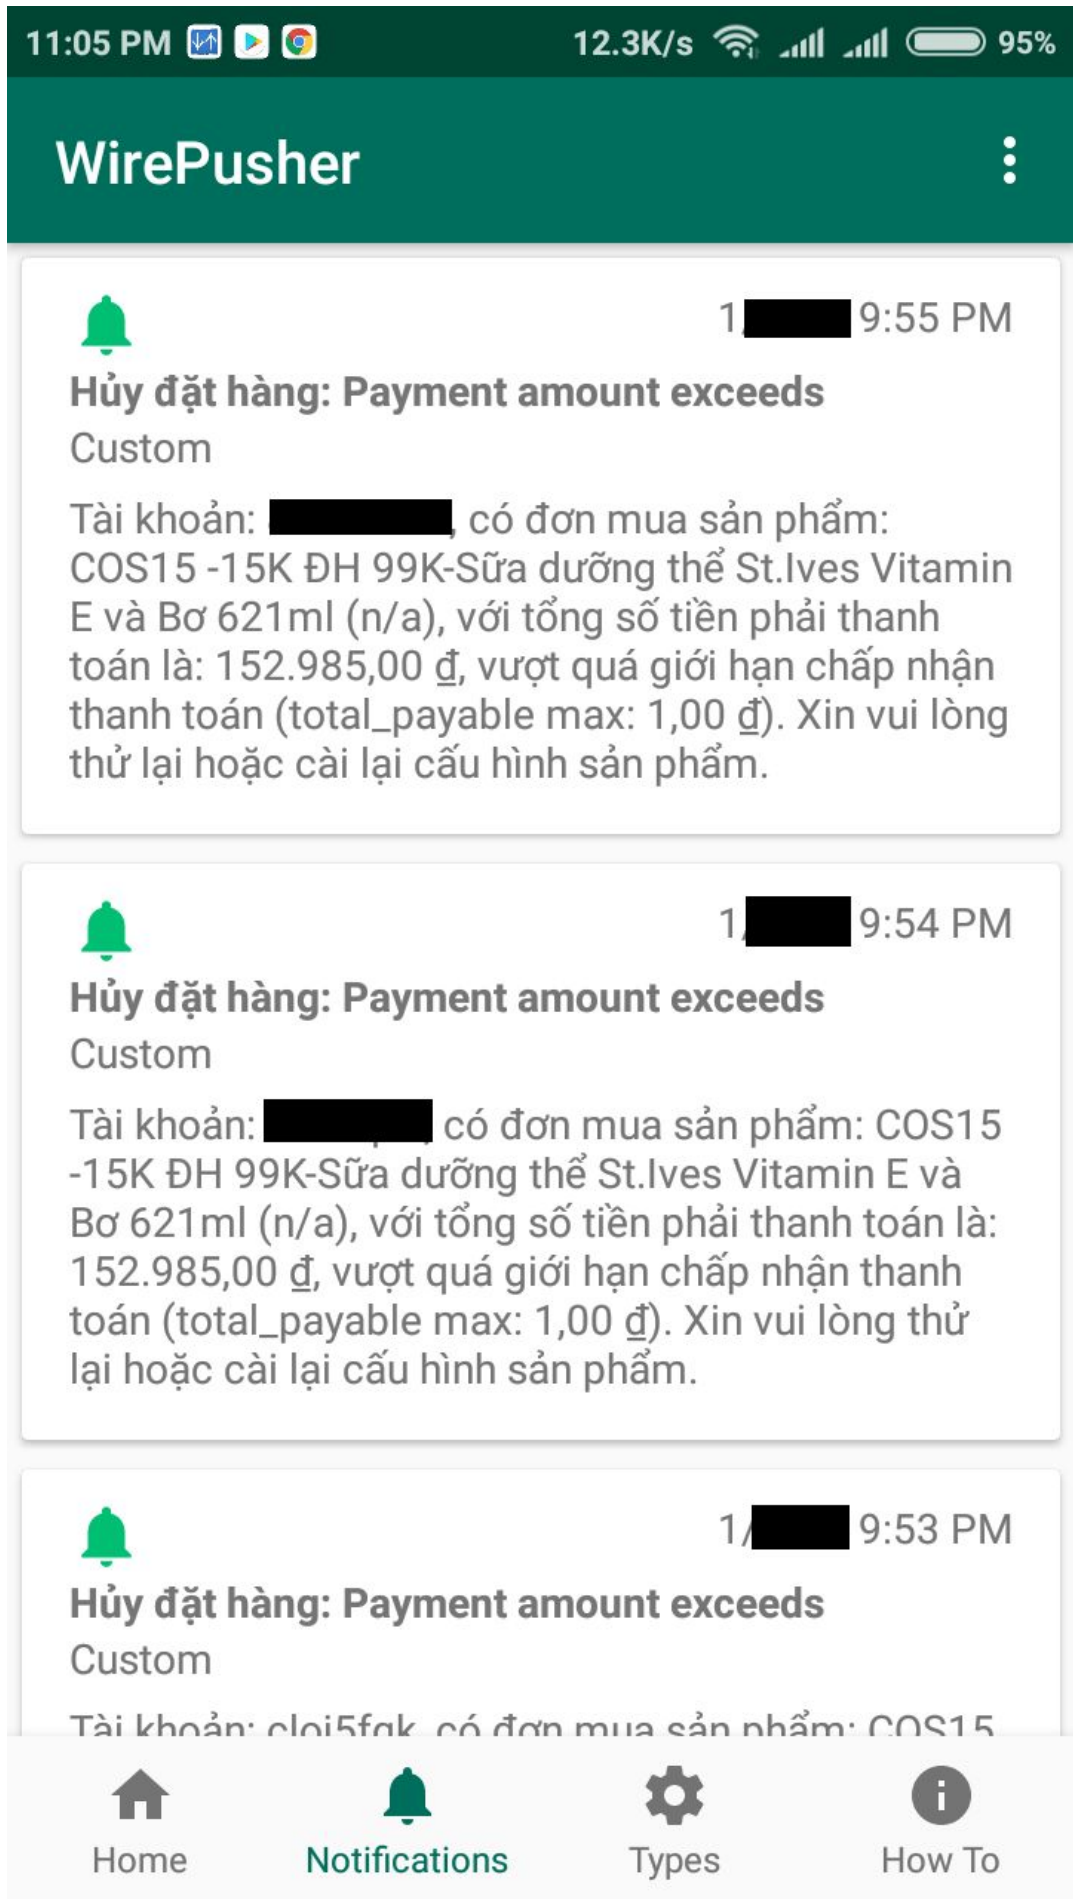 11:05 PM 12.3K/s 95%
WirePusher
1 9:55 PM
Hủy đặt hàng: Payment amount exceeds
Custom
Tài khoản: , có đơn mua sản phẩm:
COS15 -15K ĐH 99K-Sữa dưỡng thể St.Ives Vitamin
E và Bơ 621ml (n/a), với tổng số tiền phải thanh
toán là: 152.985,00 ₫, vượt quá giới hạn chấp nhận
thanh toán (total_payable max: 1,00 ₫). Xin vui lòng
thử lại hoặc cài lại cấu hình sản phẩm.
1 9:54 PM
Hủy đặt hàng: Payment amount exceeds
Custom
Tài khoản: có đơn mua sản phẩm: COS15
-15K ĐH 99K-Sữa dưỡng thể St.Ives Vitamin E và
Bơ 621ml (n/a), với tổng số tiền phải thanh toán là:
152.985,00 ₫, vượt quá giới hạn chấp nhận thanh
toán (total_payable max: 1,00 ₫). Xin vui lòng thử
lại hoặc cài lại cấu hình sản phẩm.
1/ 9:53 PM
Hủy đặt hàng: Payment amount exceeds
Custom
Tài khoản: có đơn mua sản phẩm: COS15
Home Notifications Types How To